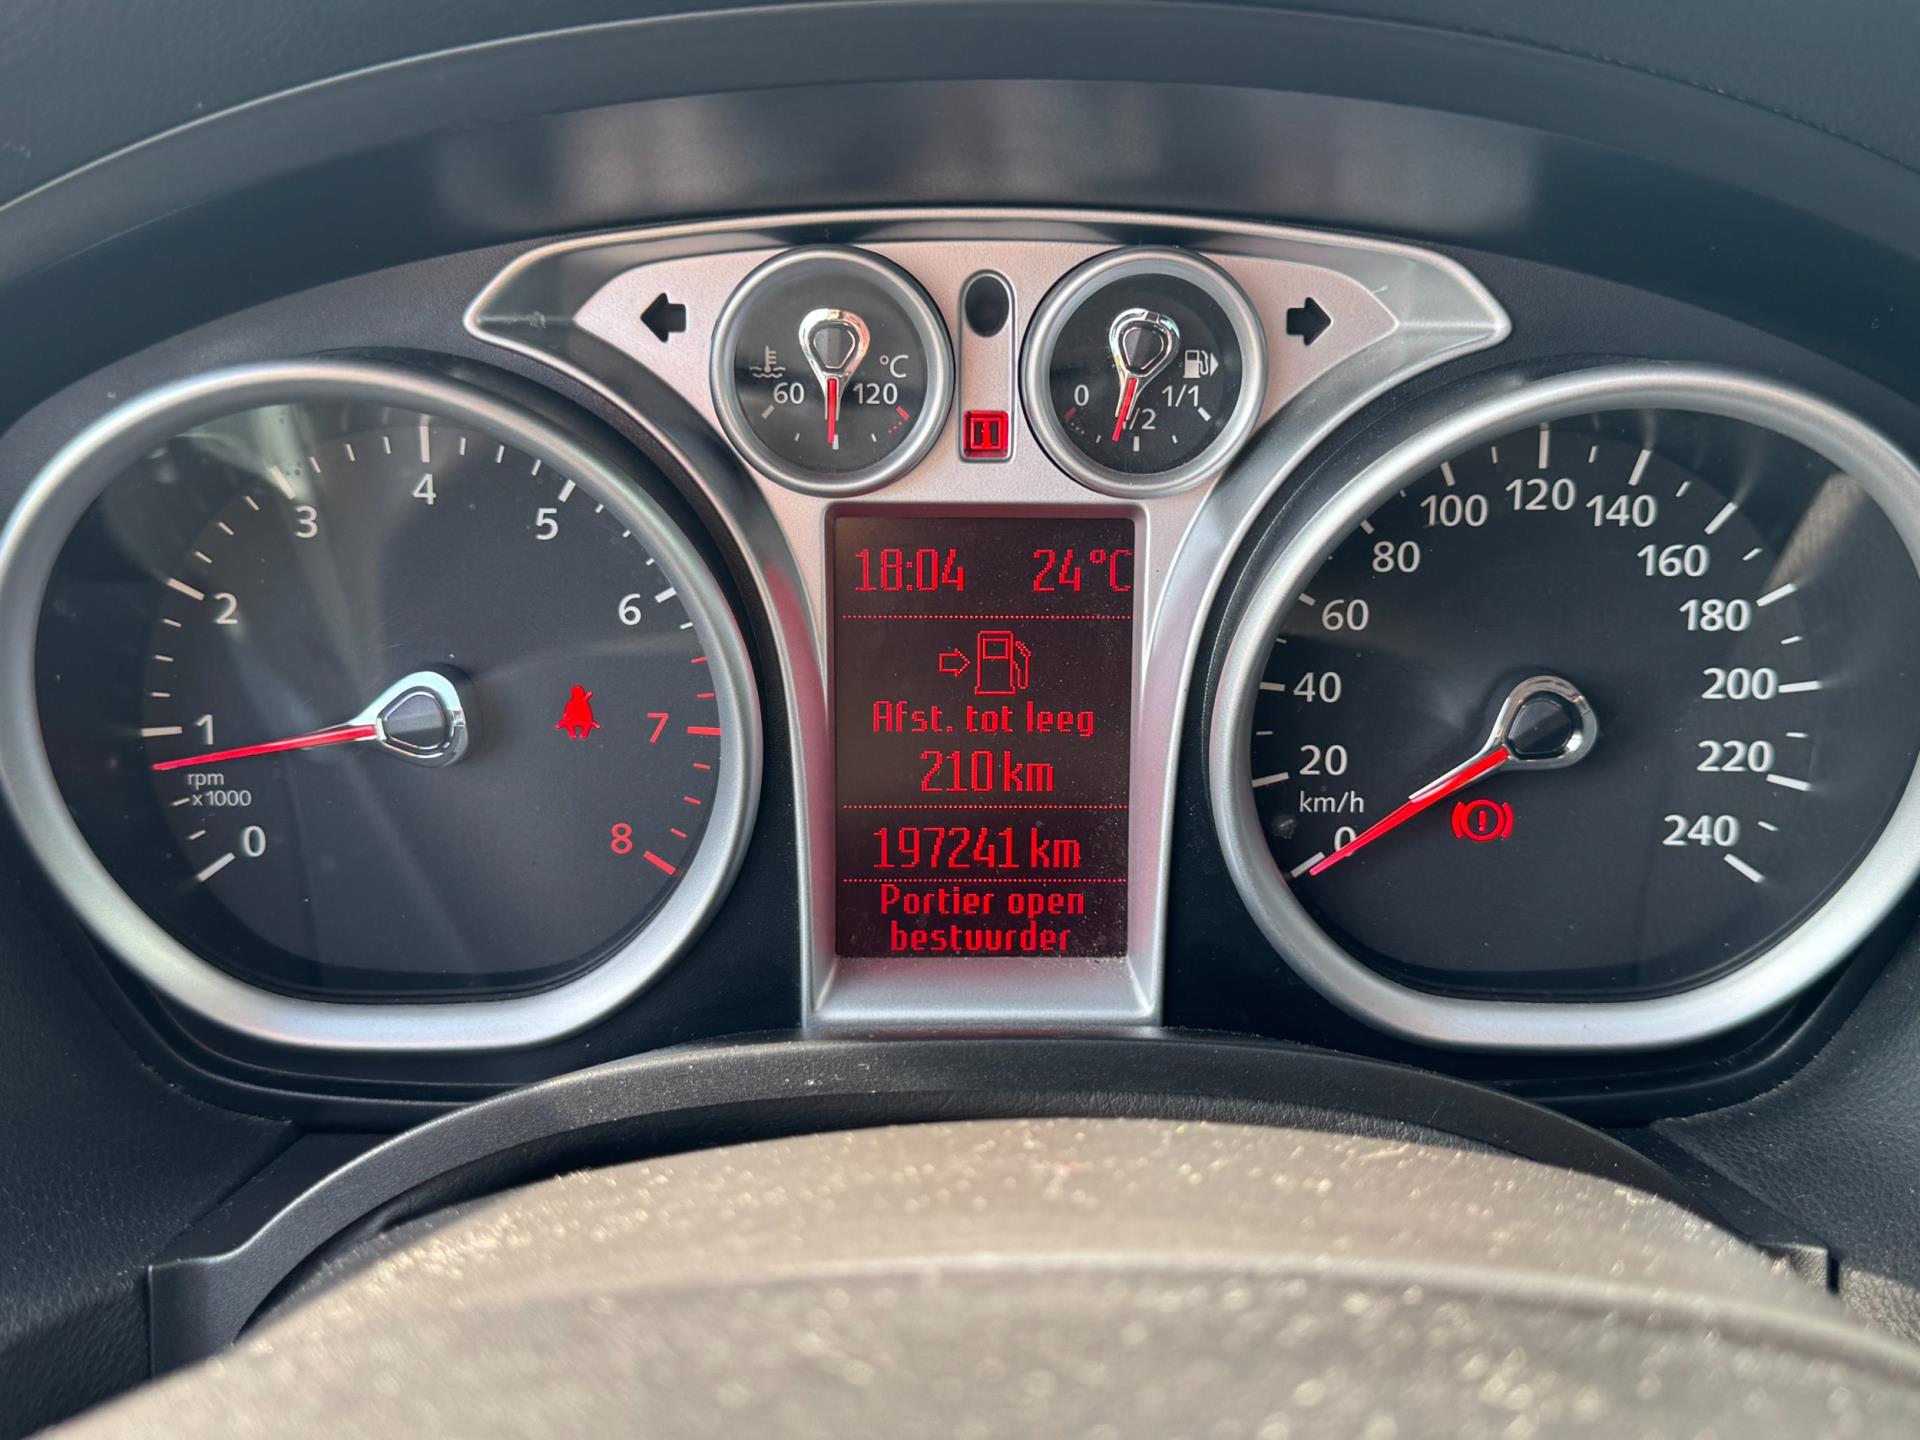 60 120 °C
0 1/2 1/1
0 1 2 3 4 5 6 7 8
rpm
x1000
18:04 24°C
Afst. tot leeg
210 km
197241 km
Portier open
bestuurder
0 20 40 60 80 100 120 140 160 180 200 220 240
km/h